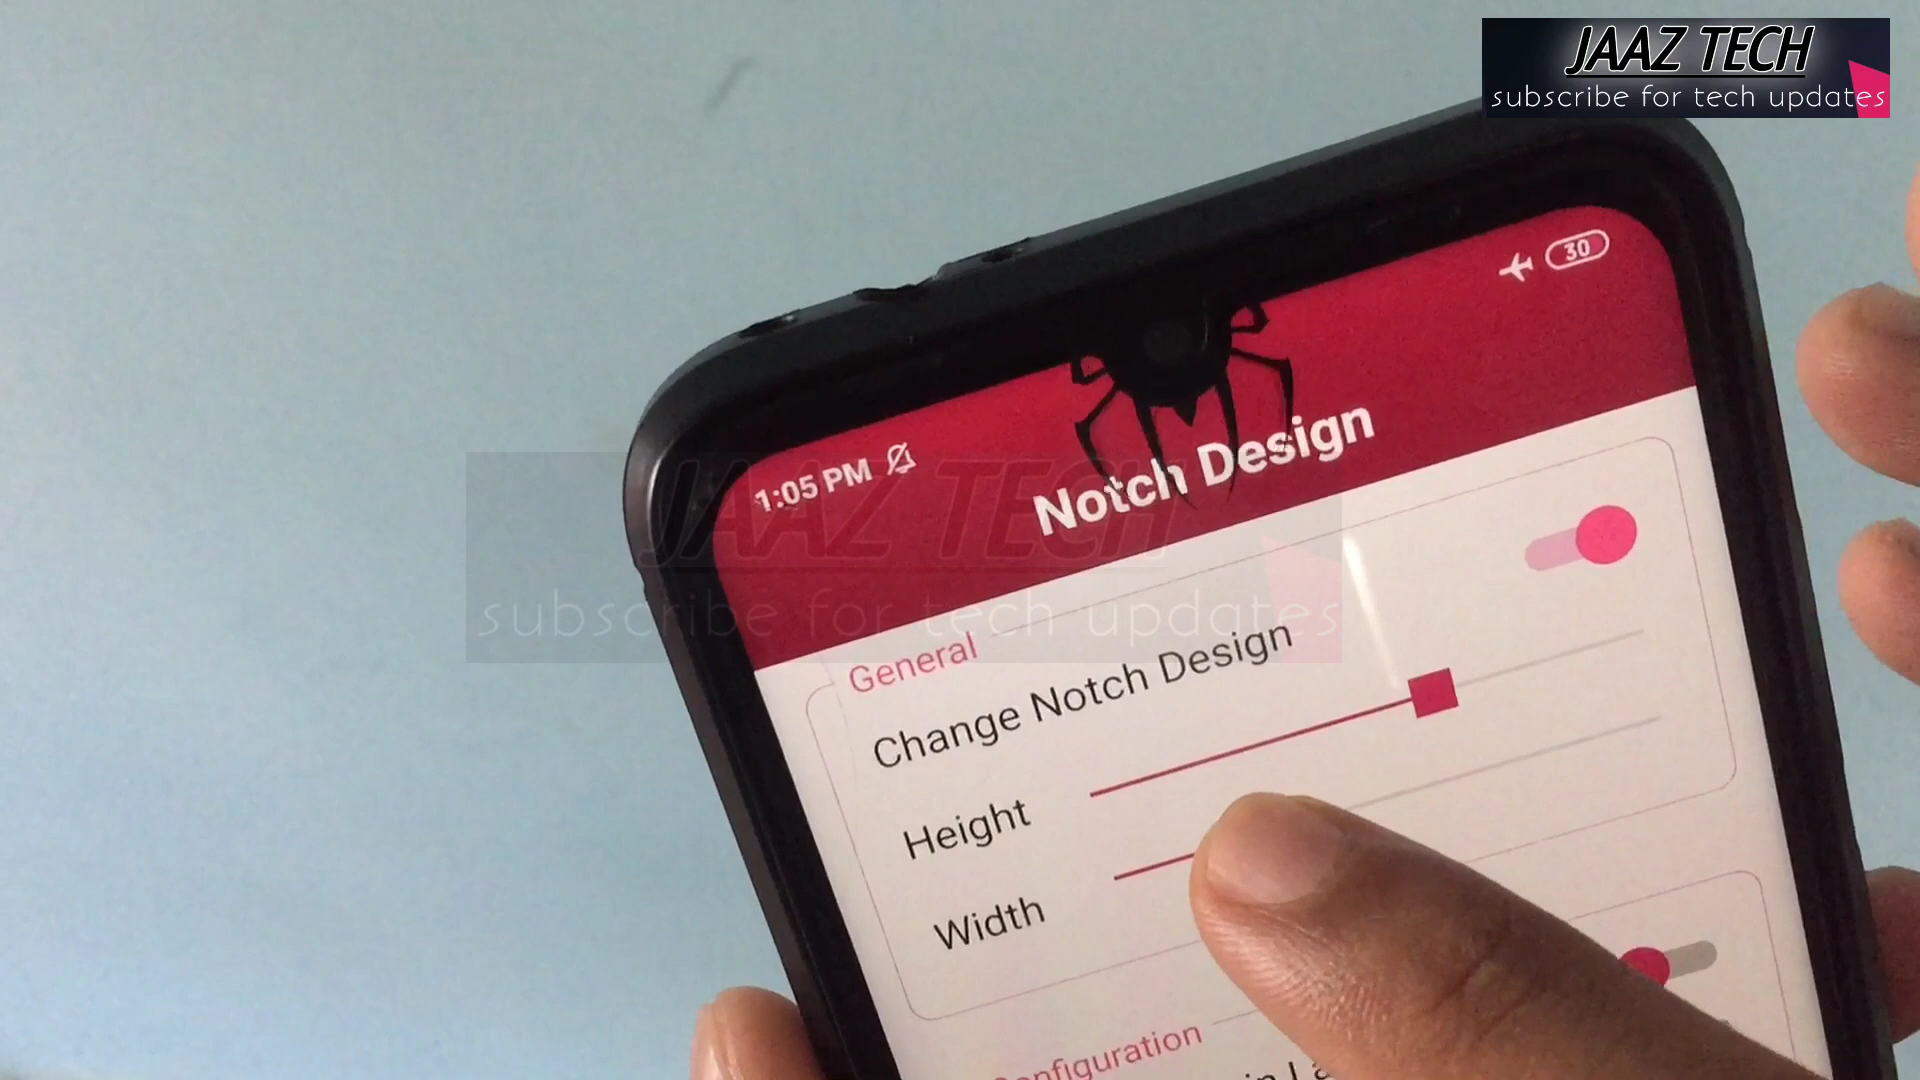 JAAZ TECH
subscribe for tech updates
30
1:05 PM
Notch Design
JAAZ TECH
subscribe for tech updates
General
Change Notch Design
Height
Width